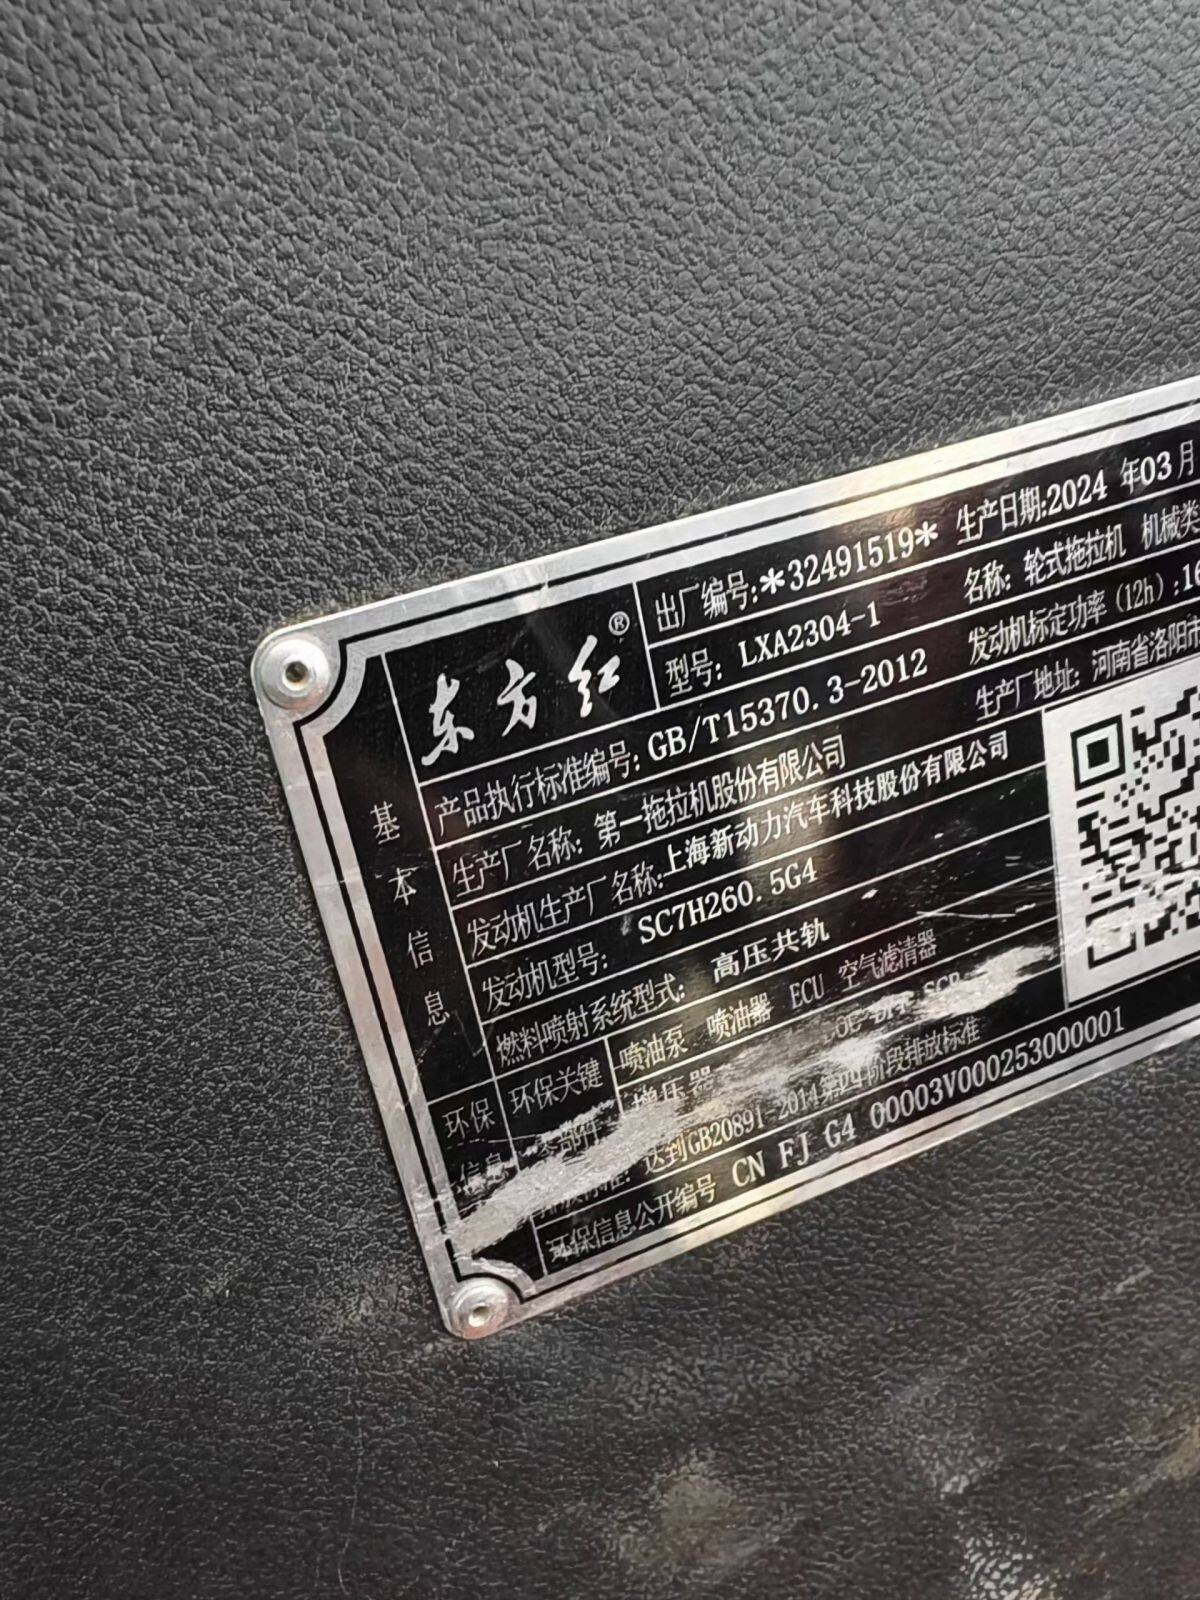 东方红®
出厂编号:*32491519* 生产日期:2024 年03月
型号: LXA2304-1 名称: 轮式拖拉机 机械类
产品执行标准编号: GB/T15370.3-2012 发动机标定功率(12h):16
生产厂名称: 第一拖拉机股份有限公司 生产厂地址: 河南省洛阳市
发动机生产厂名称:上海新动力汽车科技股份有限公司
发动机型号: SC7H260.5G4
燃料喷射系统型式: 高压共轨
基本信息
环保信息
环保关键
零部件
喷油泵 喷油器 ECU 空气滤清器
增压器 SCR
达到GB20891-2014第四阶段排放标准
环保信息公开编号 CN FJ G4 00003V0002530000​01